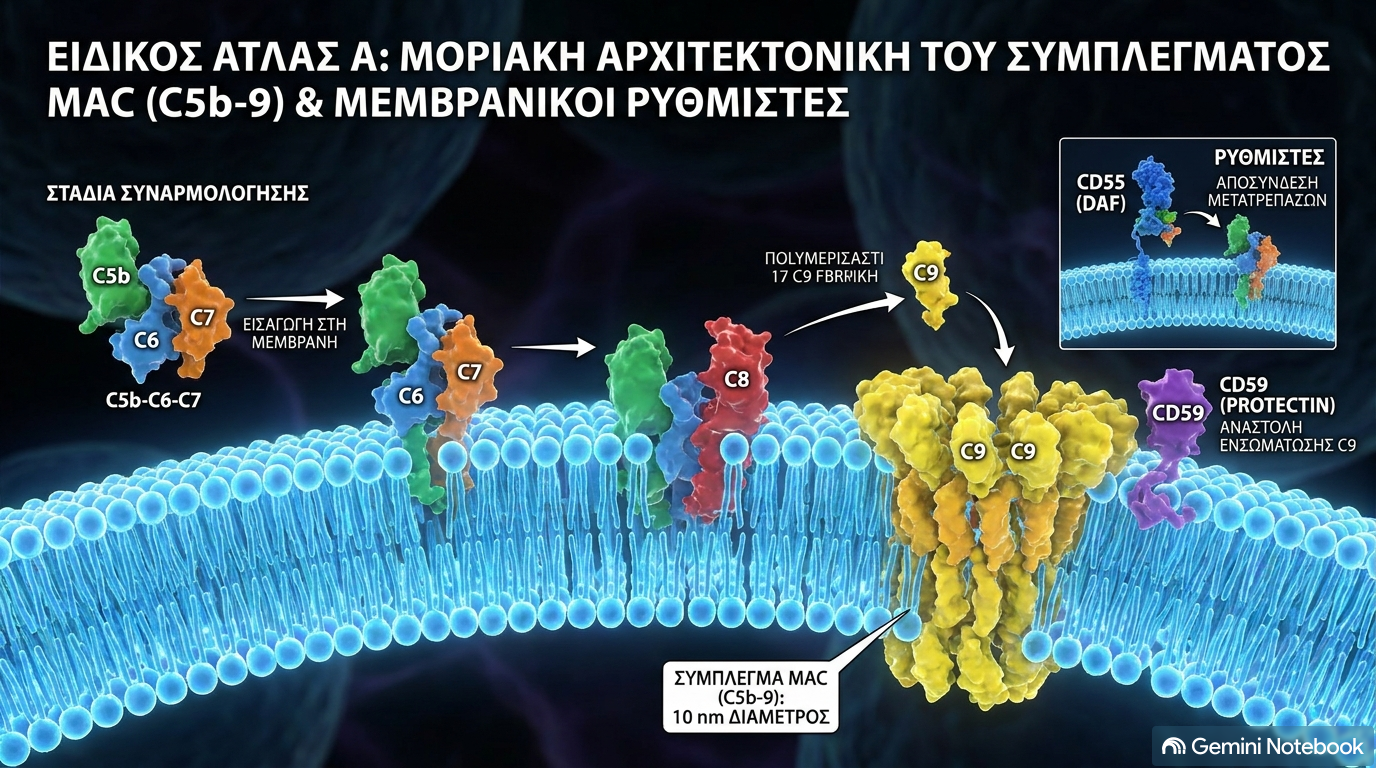 ΕΙΔΙΚΟΣ ΑΤΛΑΣ Α: ΜΟΡΙΑΚΗ ΑΡΧΙΤΕΚΤΟΝΙΚΗ ΤΟΥ ΣΥΜΠΛΕΓΜΑΤΟΣ
MAC (C5b-9) & ΜΕΜΒΡΑΝΙΚΟΙ ΡΥΘΜΙΣΤΕΣ
ΣΤΑΔΙΑ ΣΥΝΑΡΜΟΛΟΓΗΣΗΣ
C5b
C6
C7
C5b-C6-C7
ΕΙΣΑΓΩΓΗ ΣΤΗ
ΜΕΜΒΡΑΝΗ
C6
C7
C8
ΠΟΛΥΜΕΡΙΣΑΣΤΙ
17 C9
C9
C9
C9
ΣΥΜΠΛΕΓΜΑ MAC
(C5b-9):
10 nm ΔΙΑΜΕΤΡΟΣ
ΡΥΘΜΙΣΤΕΣ
CD55
(DAF)
ΑΠΟΣΥΝΔΕΣΗ
ΜΕΤΑΤΡΕΠΑΖΩΝ
CD59
CD59
(PROTECTIN)
ΑΝΑΣΤΟΛΗ
ΕΝΣΩΜΑΤΩΣΗΣ C9
Gemini Notebook